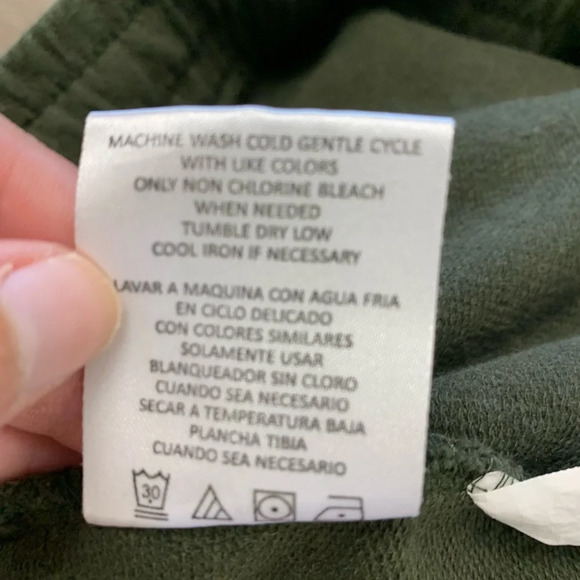 MACHINE WASH COLD GENTLE CYCLE
WITH LIKE COLORS
ONLY NON CHLORINE BLEACH
WHEN NEEDED
TUMBLE DRY LOW
COOL IRON IF NECESSARY
LAVAR A MAQUINA CON AGUA FRIA
EN CICLO DELICADO
CON COLORES SIMILARES
SOLAMENTE USAR
BLANQUEADOR SIN CLORO
CUANDO SEA NECESARIO
SECAR A TEMPERATURA BAJA
PLANCHA TIBIA
CUANDO SEA NECESARIO
30